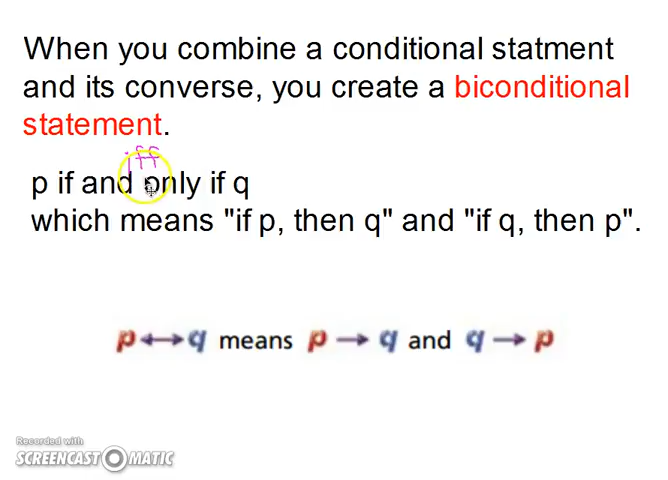 When you combine a conditional statment
and its converse, you create a biconditional
statement.
iff
p if and only if q
which means "if p, then q" and "if q, then p".
p ↔ q means p → q and q → p
Recorded with
SCREENCAST-O-MATIC